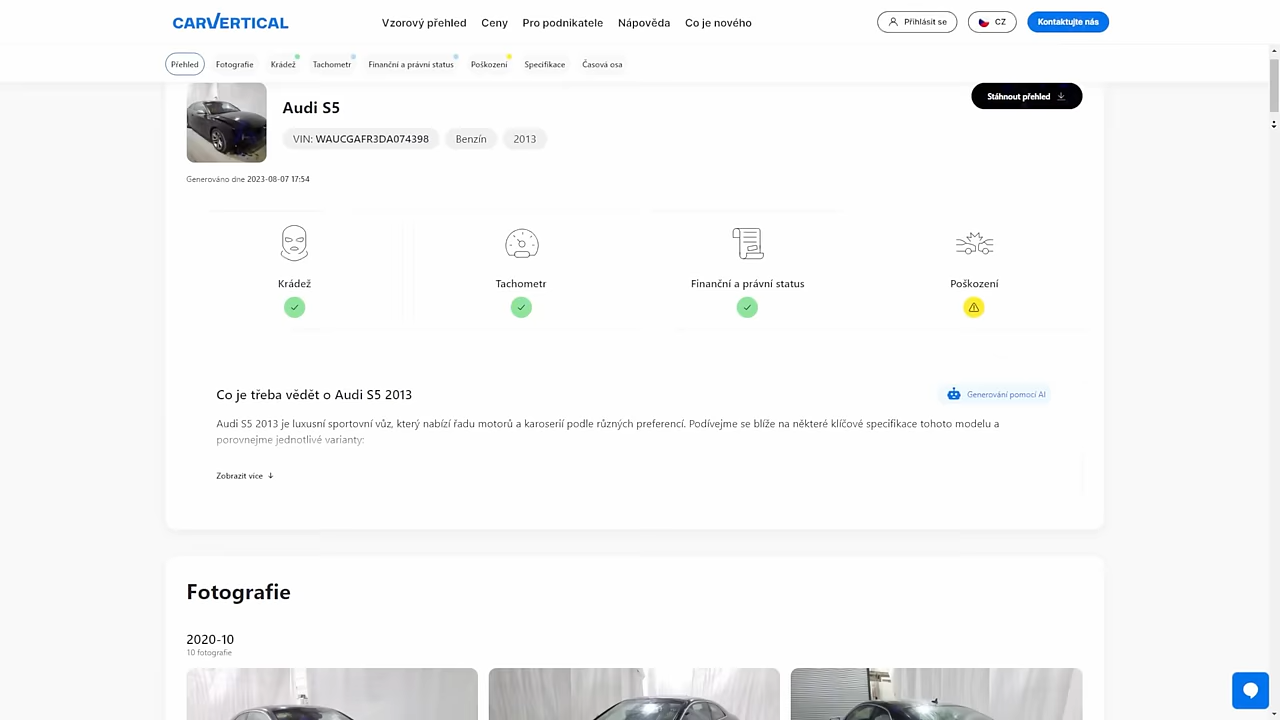 CARVERTICAL
Vzorový přehled Ceny Pro podnikatele Nápověda Co je nového
Přihlásit se CZ Kontaktujte nás
Přehled Fotografie Krádež Tachometr Finanční a právní status Poškození Specifikace Časová osa
Audi S5
Stáhnout přehled
VIN: WAUCGAFR3DA074398 Benzín 2013
Generováno dne 2023-08-07 17:54
Krádež Tachometr Finanční a právní status Poškození
Co je třeba vědět o Audi S5 2013
Generování pomocí AI
Audi S5 2013 je luxusní sportovní vůz, který nabízí řadu motorů a karoserií podle různých preferencí. Podívejme se blíže na některé klíčové specifikace tohoto modelu a
porovnejme jednotlivé varianty:
Zobrazit více
Fotografie
2020-10
10 fotografie